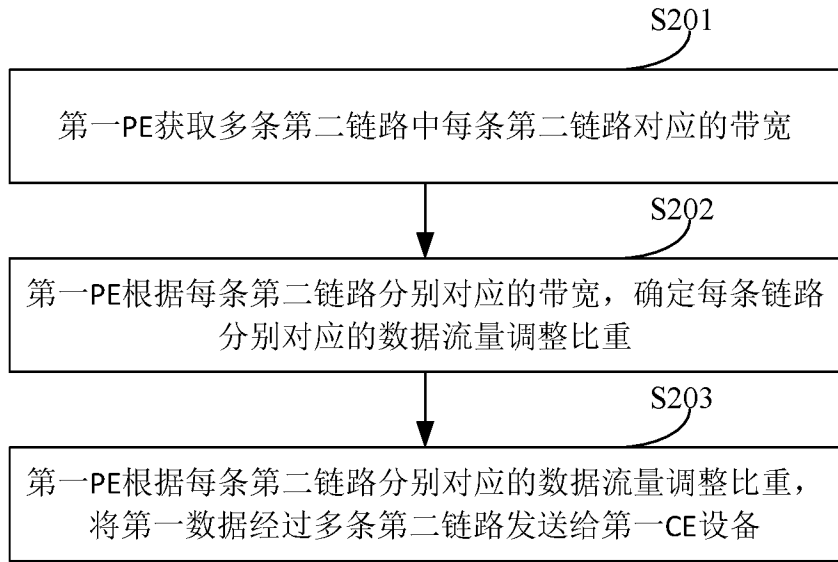 S201
第一PE获取多条第二链路中每条第二链路对应的带宽
S202
第一PE根据每条第二链路分别对应的带宽，确定每条链路
分别对应的数据流量调整比重
S203
第一PE根据每条第二链路分别对应的数据流量调整比重，
将第一数据经过多条第二链路发送给第一CE设备